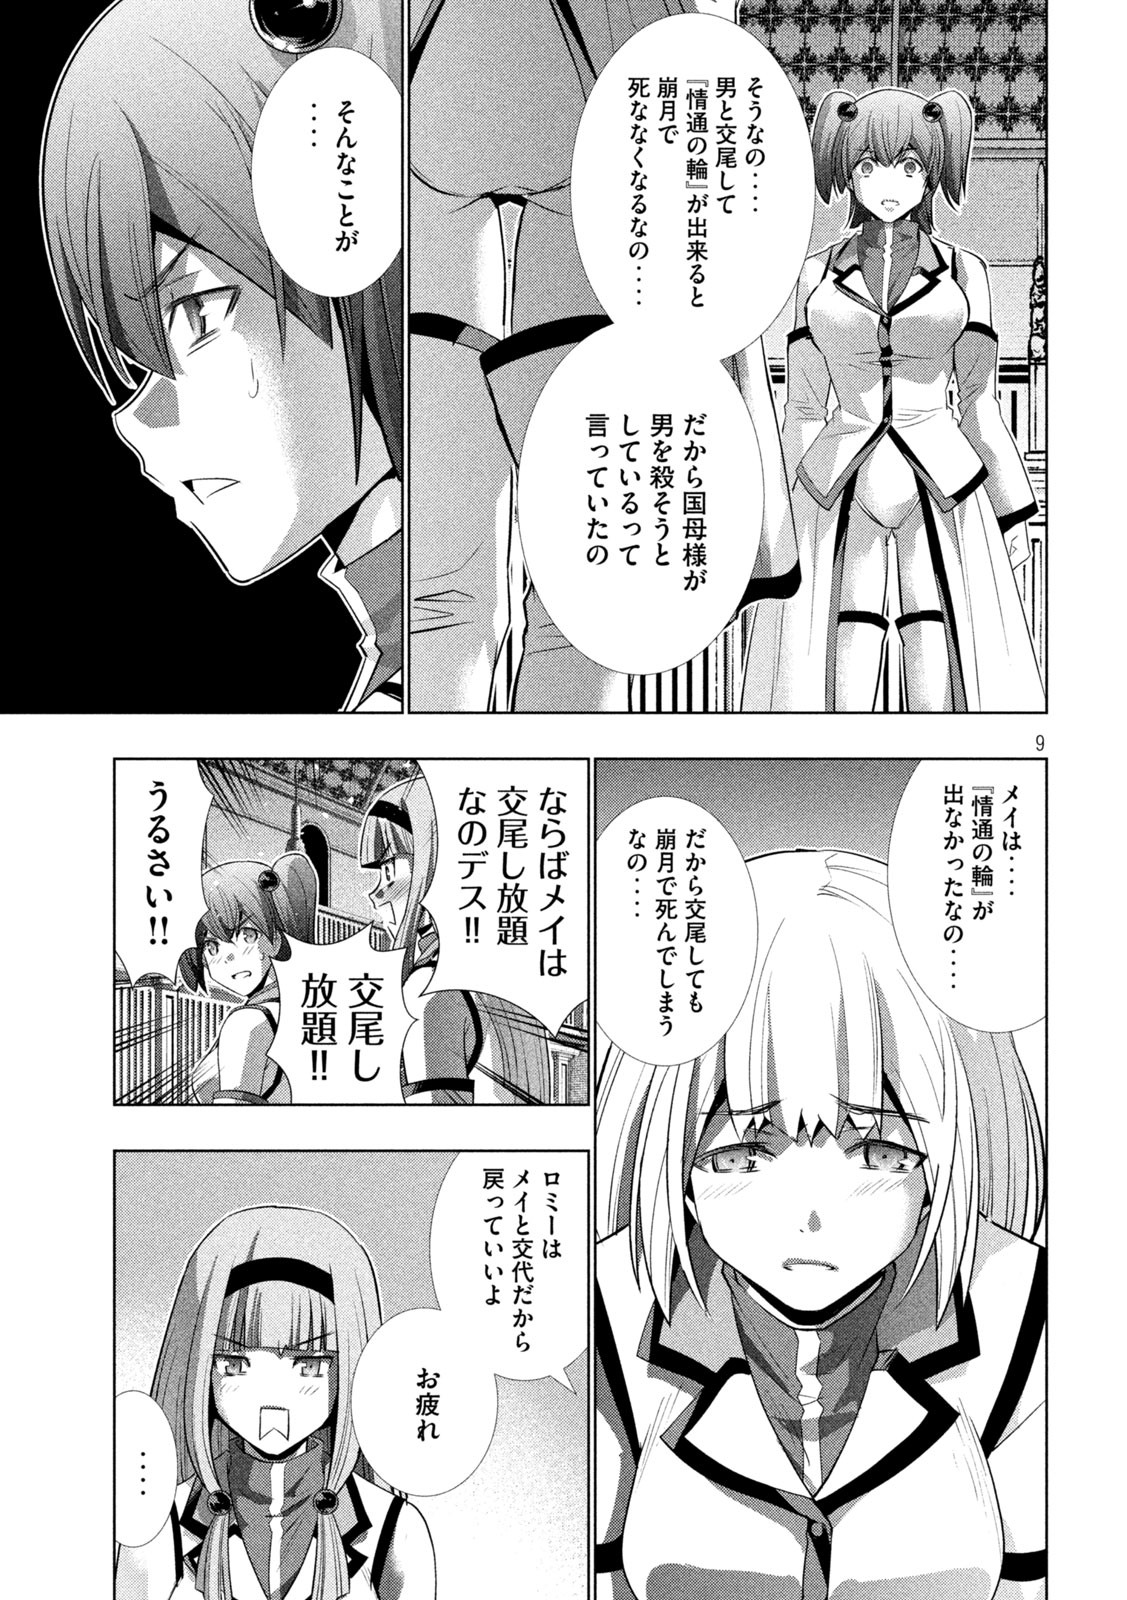 そうなの‥‥
男と交尾して
『情通の輪』が出来ると
崩月で
死ななくなるなの‥‥
だから国母様が
男を殺そうと
しているって
言っていたの
そんなことが
‥‥
9
メイは‥‥
『情通の輪』が
出なかったなの‥‥
だから交尾しても
崩月で死んでしまう
なの‥‥
ならばメイは
交尾し放題
なのデス!!
交尾し
放題!!
うるさい!!
ロミーは
メイと交代だから
戻っていいよ
お疲れ
‥‥